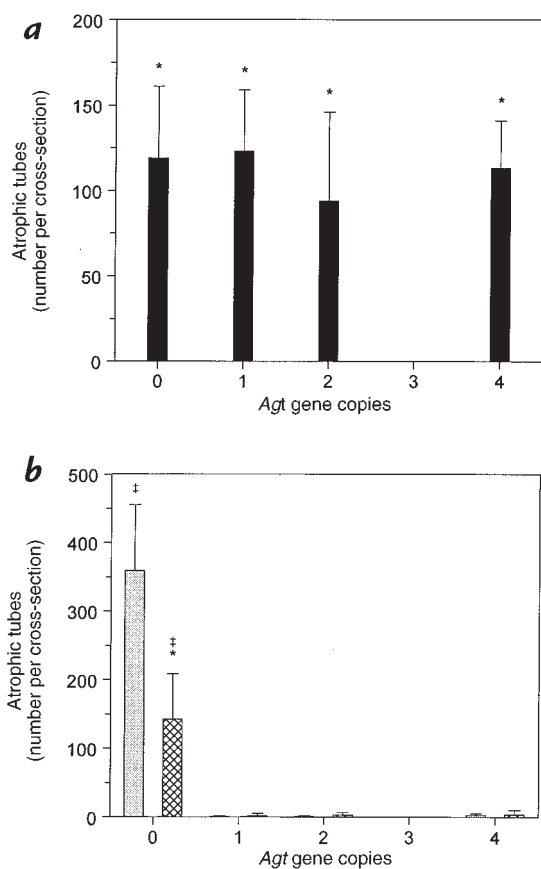 a
Atrophic tubes
(number per cross-section)
200
150
100
50
0
* * * *
0 1 2 3 4
Agt gene copies
b
Atrophic tubes
(number per cross-section)
500
400
300
200
100
0
‡
‡
*
0 1 2 3 4
Agt gene copies